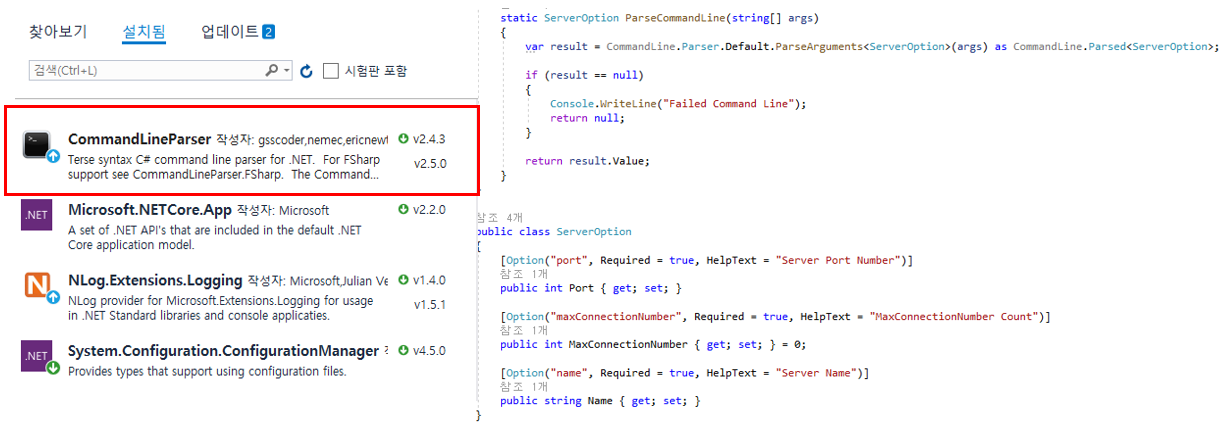 찾아보기 설치됨 업데이트 2
검색(Ctrl+L) 시험판 포함
CommandLineParser 작성자: gsscoder,nemec,ericnewt v2.4.3
Terse syntax C# command line parser for .NET. For FSharp v2.5.0
support see CommandLineParser.FSharp. The Command...
.NET Microsoft.NETCore.App 작성자: Microsoft v2.2.0
A set of .NET API's that are included in the default .NET
Core application model.
N NLog.Extensions.Logging 작성자: Microsoft,Julian Ve v1.4.0
NLog provider for Microsoft.Extensions.Logging for usage v1.5.1
in .NET Standard libraries and console applicaties.
.NET System.Configuration.ConfigurationManager v4.5.0
Provides types that support using configuration files.
static ServerOption ParseCommandLine(string[] args)
{
var result = CommandLine.Parser.Default.ParseArguments<ServerOption>(args) as CommandLine.Parsed<ServerOption>;
if (result == null)
{
Console.WriteLine("Failed Command Line");
return null;
}
return result.Value;
}
참조 4개
public class ServerOption
{
[Option("port", Required = true, HelpText = "Server Port Number")]
참조 1개
public int Port { get; set; }
[Option("maxConnectionNumber", Required = true, HelpText = "MaxConnectionNumber Count")]
참조 1개
public int MaxConnectionNumber { get; set; } = 0;
[Option("name", Required = true, HelpText = "Server Name")]
참조 1개
public string Name { get; set; }
}